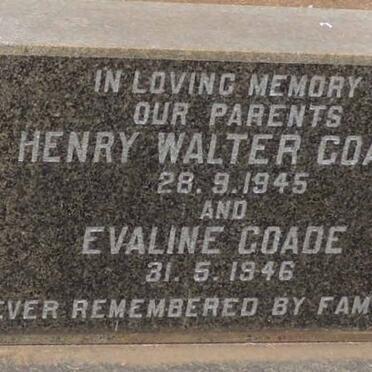 IN LOVING MEMORY
OUR PARENTS
HENRY WALTER COA
28.9.1945
AND
EVALINE COADE
31.5.1946
EVER REMEMBERED BY FAM